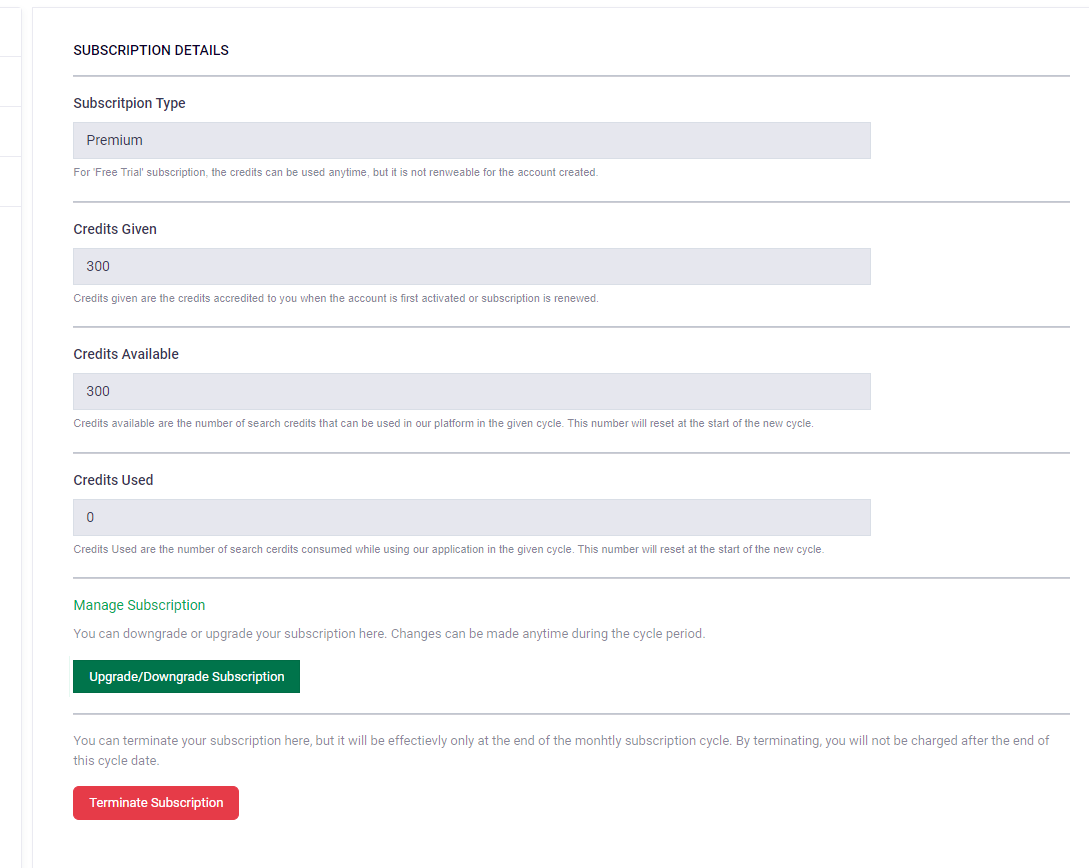 SUBSCRIPTION DETAILS
Subscritpion Type
Premium
For 'Free Trial' subscription, the credits can be used anytime, but it is not renweable for the account created.
Credits Given
300
Credits given are the credits accredited to you when the account is first activated or subscription is renewed.
Credits Available
300
Credits available are the number of search credits that can be used in our platform in the given cycle. This number will reset at the start of the new cycle.
Credits Used
0
Credits Used are the number of search cerdits consumed while using our application in the given cycle. This number will reset at the start of the new cycle.
Manage Subscription
You can downgrade or upgrade your subscription here. Changes can be made anytime during the cycle period.
Upgrade/Downgrade Subscription
You can terminate your subscription here, but it will be effectievly only at the end of the monhtly subscription cycle. By terminating, you will not be charged after the end of
this cycle date.
Terminate Subscription